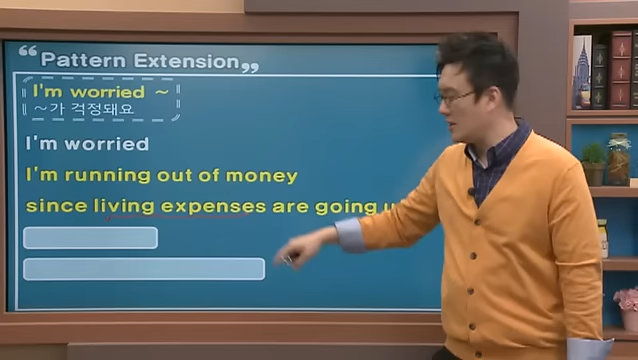 “Pattern Extension„
I'm worried ~
~가 걱정돼요
I'm worried
I'm running out of money
since living expenses are going